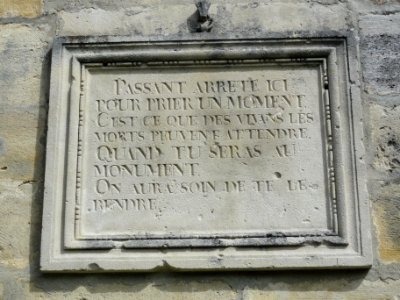 PASSANT ARRETE ICI
POUR PRIER UN MOMENT.
C'EST CE QUE DES VIVANS LES
MORTS PEUVENT ATTENDRE.
QUAND TU SERAS AU
MONUMENT.
ON AURA SOIN DE TE LE
RENDRE.